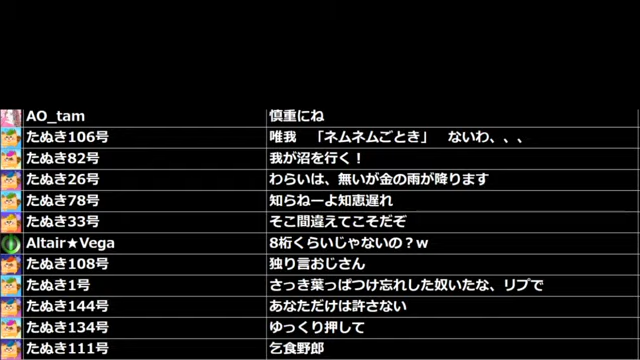 AO_tam 慎重にね
たぬき106号 唯我　「ネムネムごとき」　ないわ、、、
たぬき82号 我が沼を行く！
たぬき26号 わらいは、無いが金の雨が降ります
たぬき78号 知らねーよ知恵遅れ
たぬき33号 そこ間違えてこそだぞ
Altair★Vega 8桁くらいじゃないの？w
たぬき108号 独り言おじさん
たぬき1号 さっき葉っぱつけ忘れした奴いたな、リプで
たぬき144号 あなただけは許さない
たぬき134号 ゆっくり押して
たぬき111号 乞食野郎